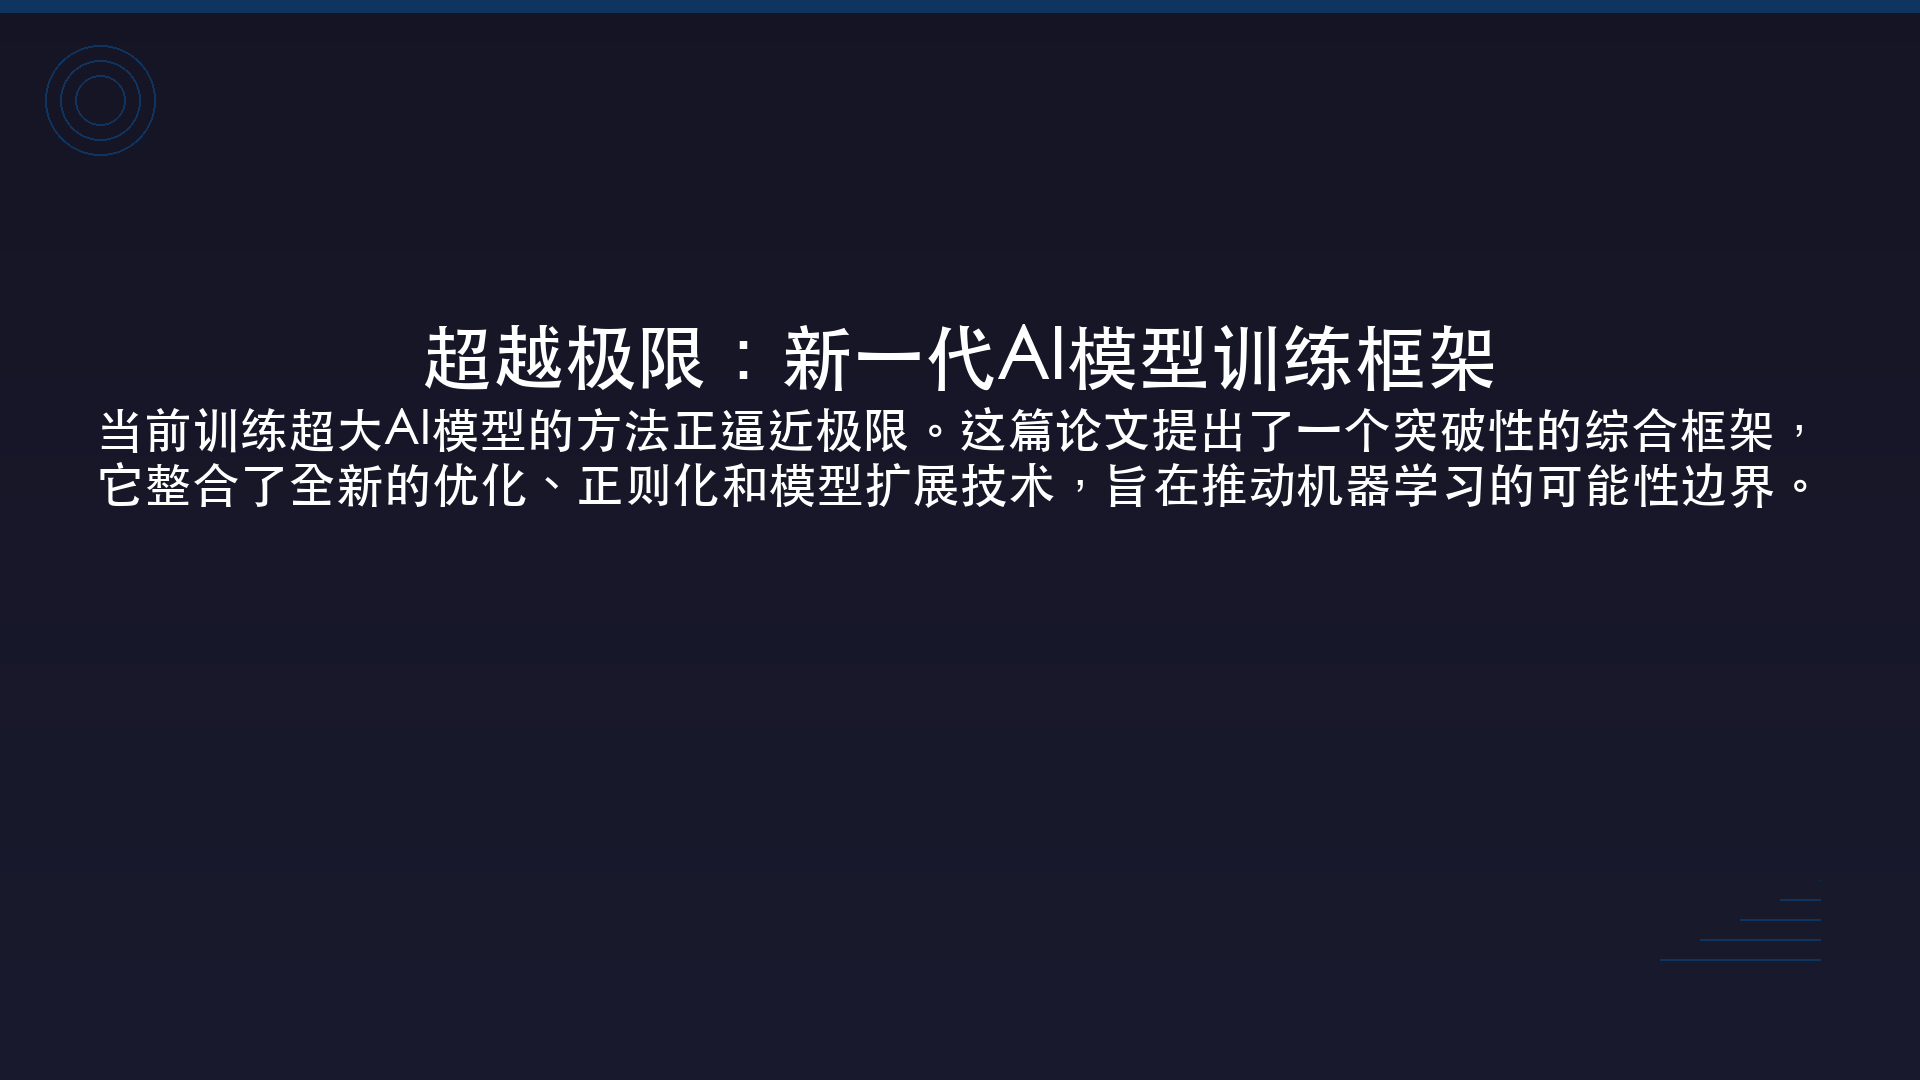 超越极限：新一代AI模型训练框架
当前训练超大AI模型的方法正逼近极限。这篇论文提出了一个突破性的综合框架，
它整合了全新的优化、正则化和模型扩展技术，旨在推动机器学习的可能性边界。